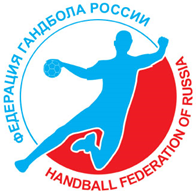 ФЕДЕРАЦИЯ ГАНДБОЛА РОССИИ
HANDBALL FEDERATION OF RUSSIA